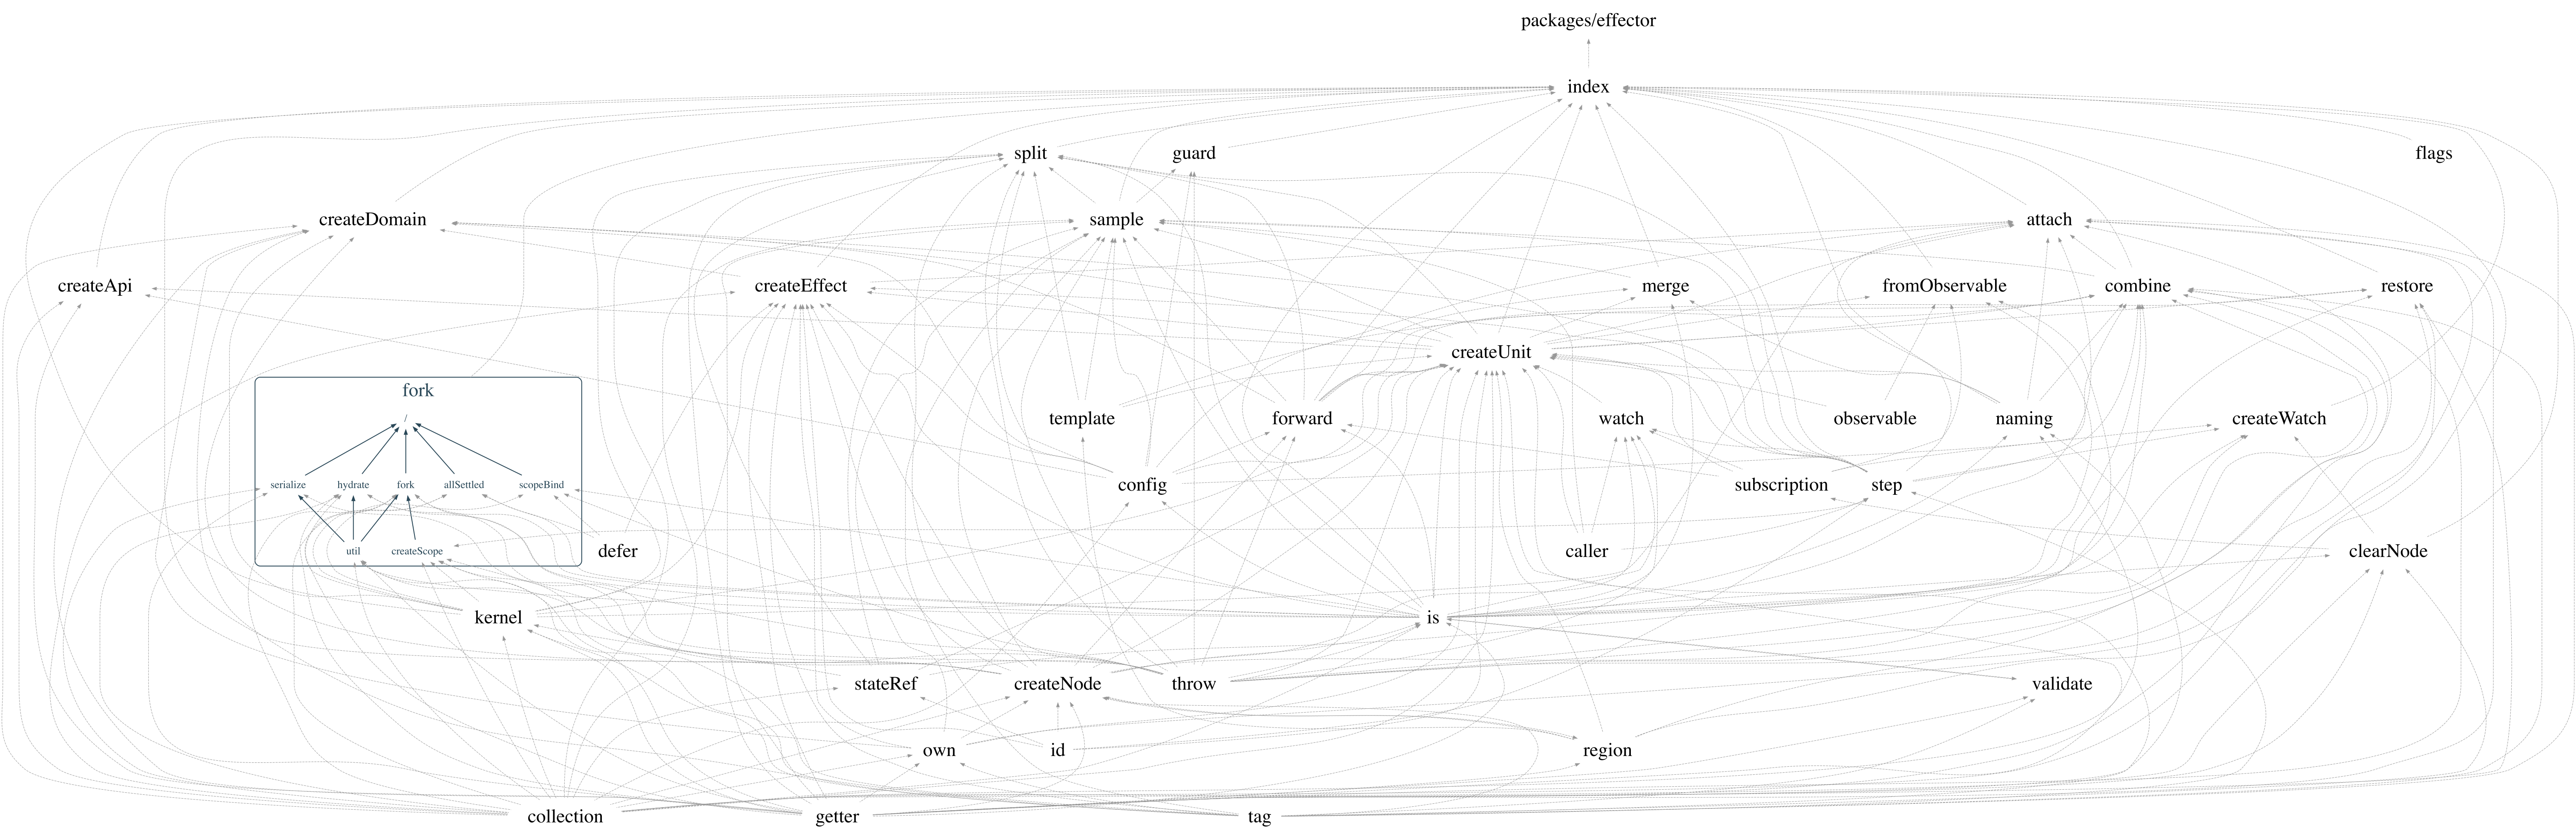 packages/effector
index
split
guard
flags
createDomain
sample
attach
createApi
createEffect
merge
fromObservable
combine
restore
createUnit
fork
/
template
forward
watch
observable
naming
createWatch
serialize
hydrate
fork
allSettled
scopeBind
config
subscription
step
util
createScope
defer
caller
clearNode
kernel
is
stateRef
createNode
throw
validate
own
id
region
collection
getter
tag